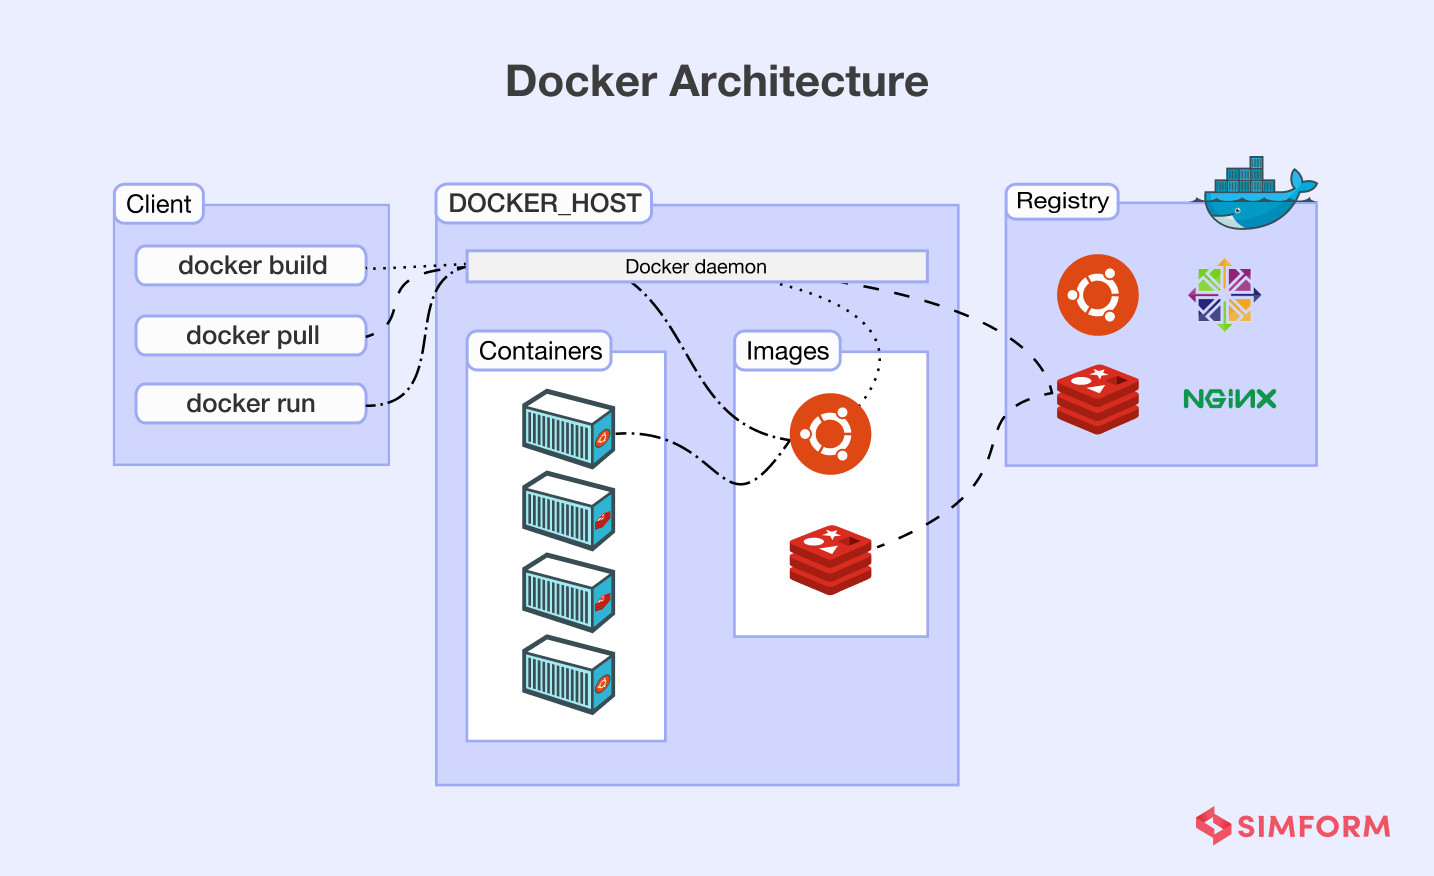 Docker Architecture
Client
docker build
docker pull
docker run
DOCKER_HOST
Docker daemon
Containers
Images
Registry
NGiNX
SIMFORM